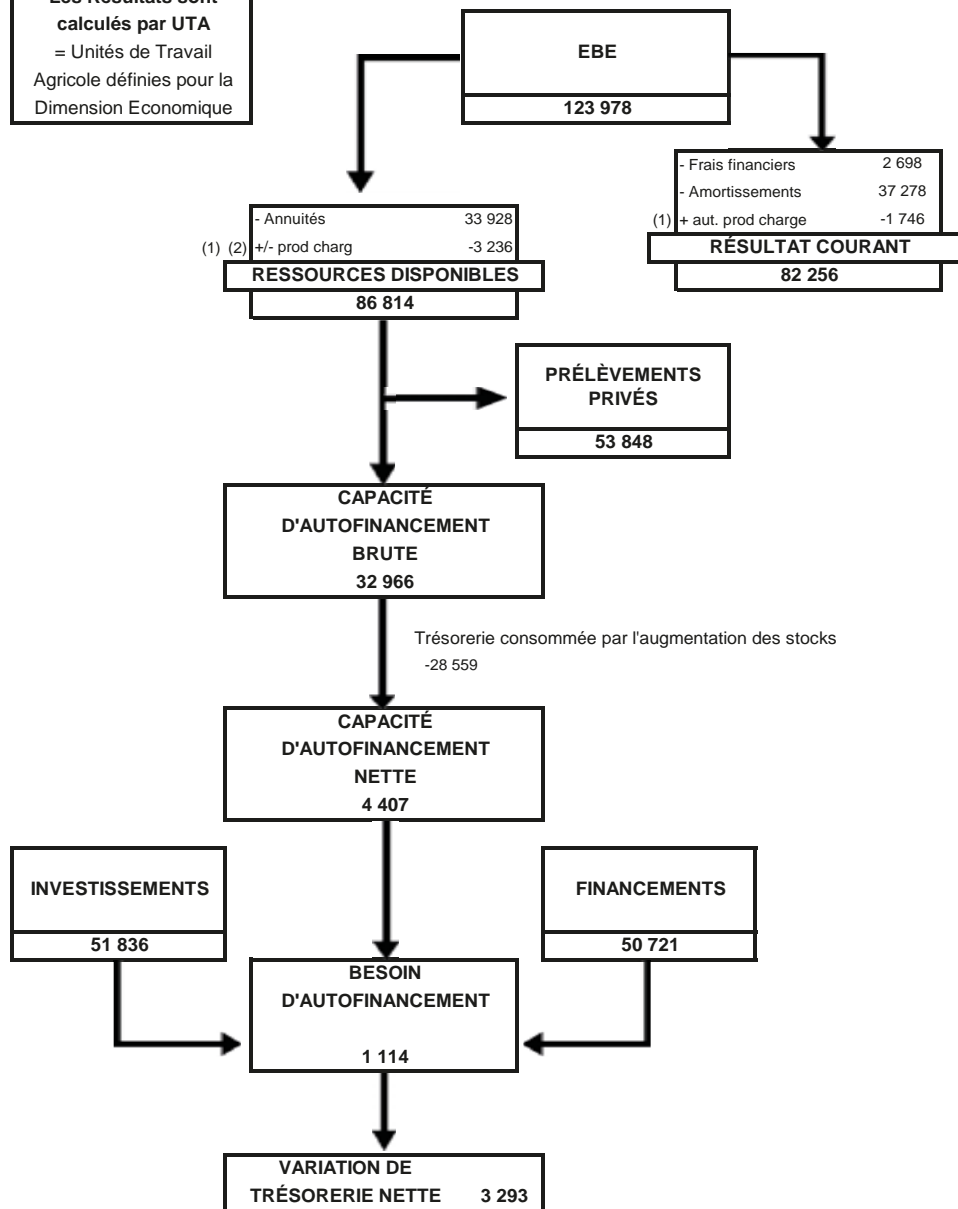 Les Résultats sont
calculés par UTA
= Unités de Travail
Agricole définies pour la
Dimension Economique
EBE
123 978
- Frais financiers 2 698
- Amortissements 37 278
(1) + aut. prod charge -1 746
RÉSULTAT COURANT
82 256
- Annuités 33 928
(1) (2) +/- prod charg -3 236
RESSOURCES DISPONIBLES
86 814
PRÉLÈVEMENTS
PRIVÉS
53 848
CAPACITÉ
D'AUTOFINANCEMENT
BRUTE
32 966
Trésorerie consommée par l'augmentation des stocks
-28 559
CAPACITÉ
D'AUTOFINANCEMENT
NETTE
4 407
INVESTISSEMENTS
51 836
FINANCEMENTS
50 721
BESOIN
D'AUTOFINANCEMENT
1 114
VARIATION DE
TRÉSORERIE NETTE 3 293